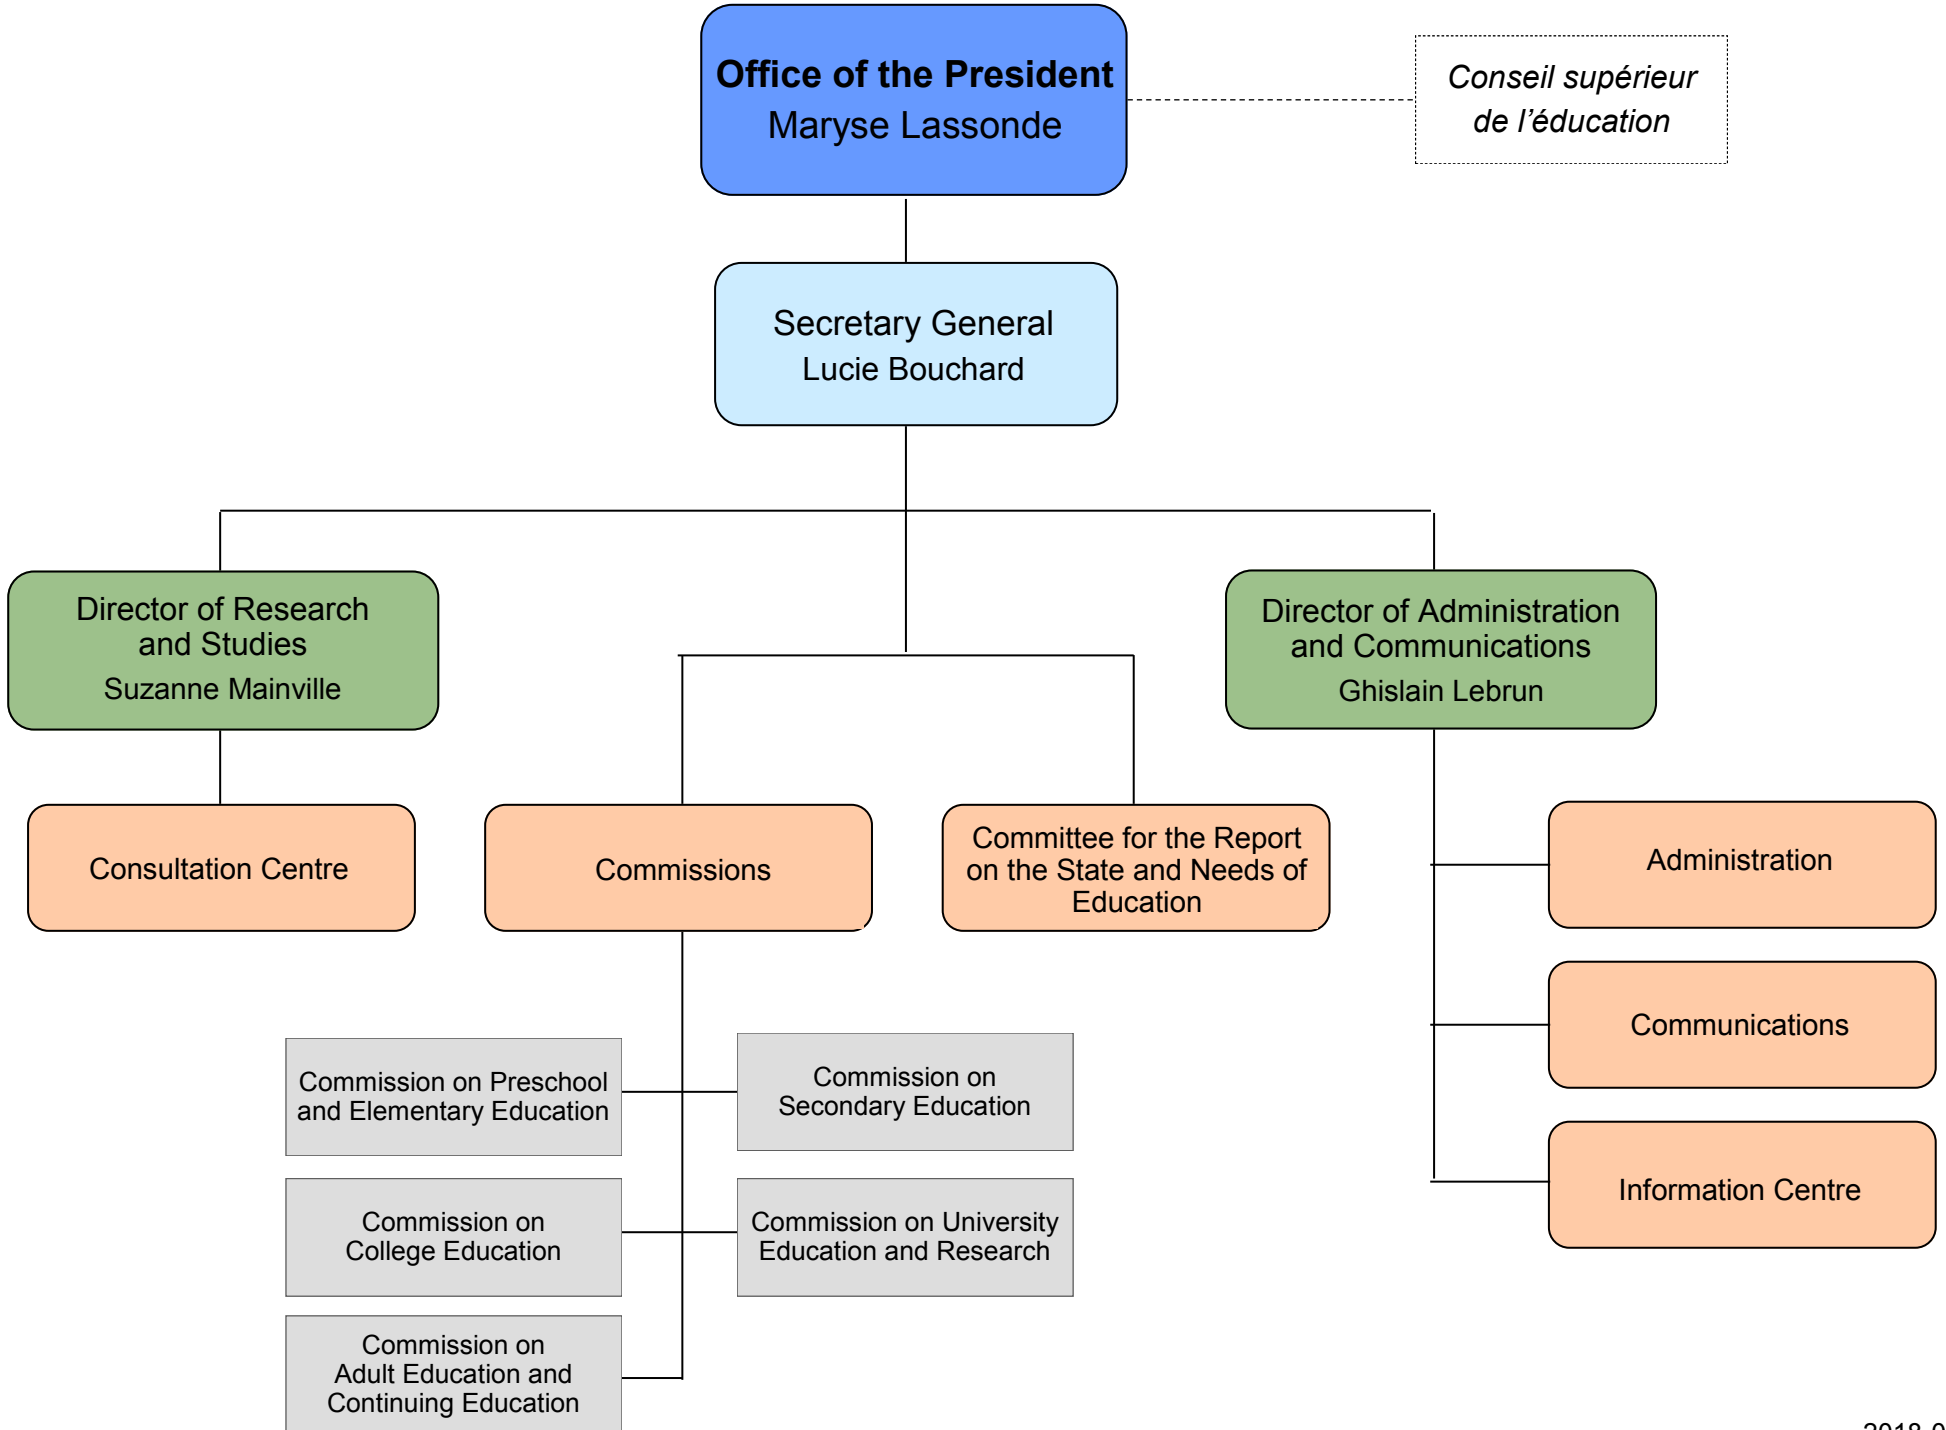 Office of the President
Maryse Lassonde
Conseil supérieur
de l'éducation
Secretary General
Lucie Bouchard
Director of Research
and Studies
Suzanne Mainville
Director of Administration
and Communications
Ghislain Lebrun
Consultation Centre
Commissions
Committee for the Report
on the State and Needs of
Education
Administration
Communications
Information Centre
Commission on Preschool
and Elementary Education
Commission on
Secondary Education
Commission on
College Education
Commission on University
Education and Research
Commission on
Adult Education and
Continuing Education